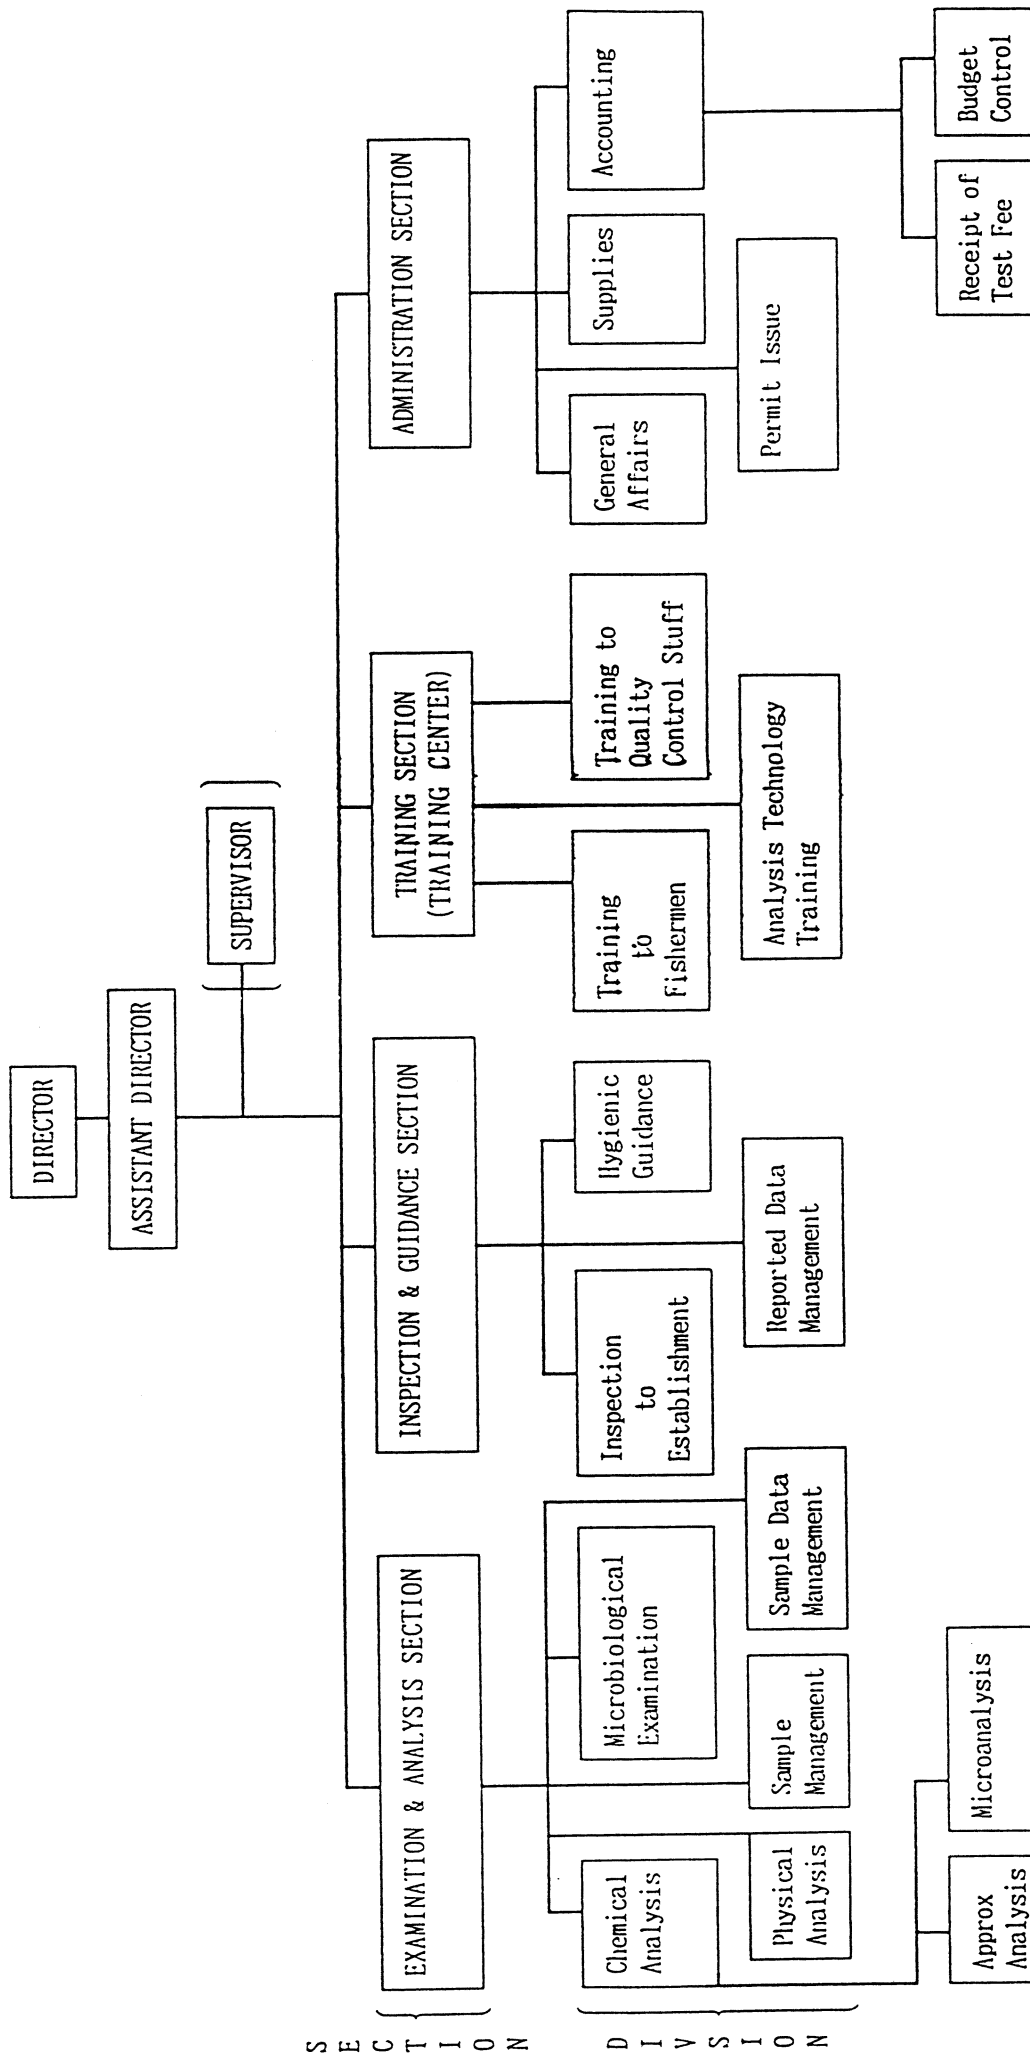 DIRECTOR
ASSISTANT DIRECTOR
SUPERVISOR
S E C T I O N
EXAMINATION & ANALYSIS SECTION
INSPECTION & GUIDANCE SECTION
TRAINING SECTION
(TRAINING CENTER)
ADMINISTRATION SECTION
D I V S I O N
Chemical
Analysis
Microbiological
Examination
Inspection
to
Establishment
Hygienic
Guidance
Training
to
Fishermen
Training to
Quality
Control Stuff
General
Affairs
Supplies
Accounting
Physical
Analysis
Sample
Management
Sample Data
Management
Reported Data
Management
Analysis Technology
Training
Permit Issue
Approx
Analysis
Microanalysis
Receipt of
Test Fee
Budget
Control